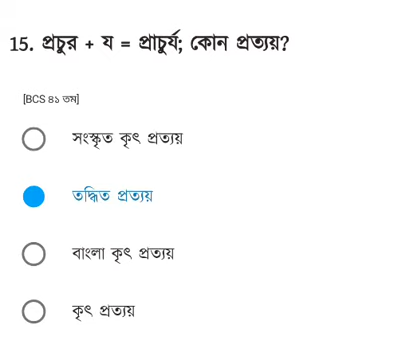 15. প্রচুর + য = প্রাচুর্য; কোন প্রত্যয়?
[BCS ৪১ তম]
সংস্কৃত কৃৎ প্রত্যয়
তদ্ধিত প্রত্যয়
বাংলা কৃৎ প্রত্যয়
কৃৎ প্রত্যয়